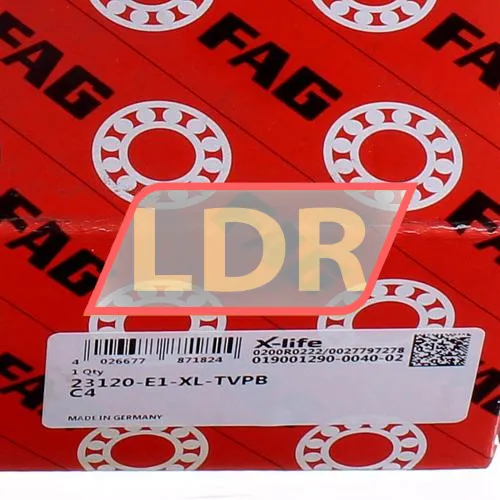 FAG
FAG
FAG
LDR
X-life
0200R0222/0027797278
019001290-0040-02
4 026677 871824
1 Qty
23120-E1-XL-TVPB
C4
MADE IN GERMANY